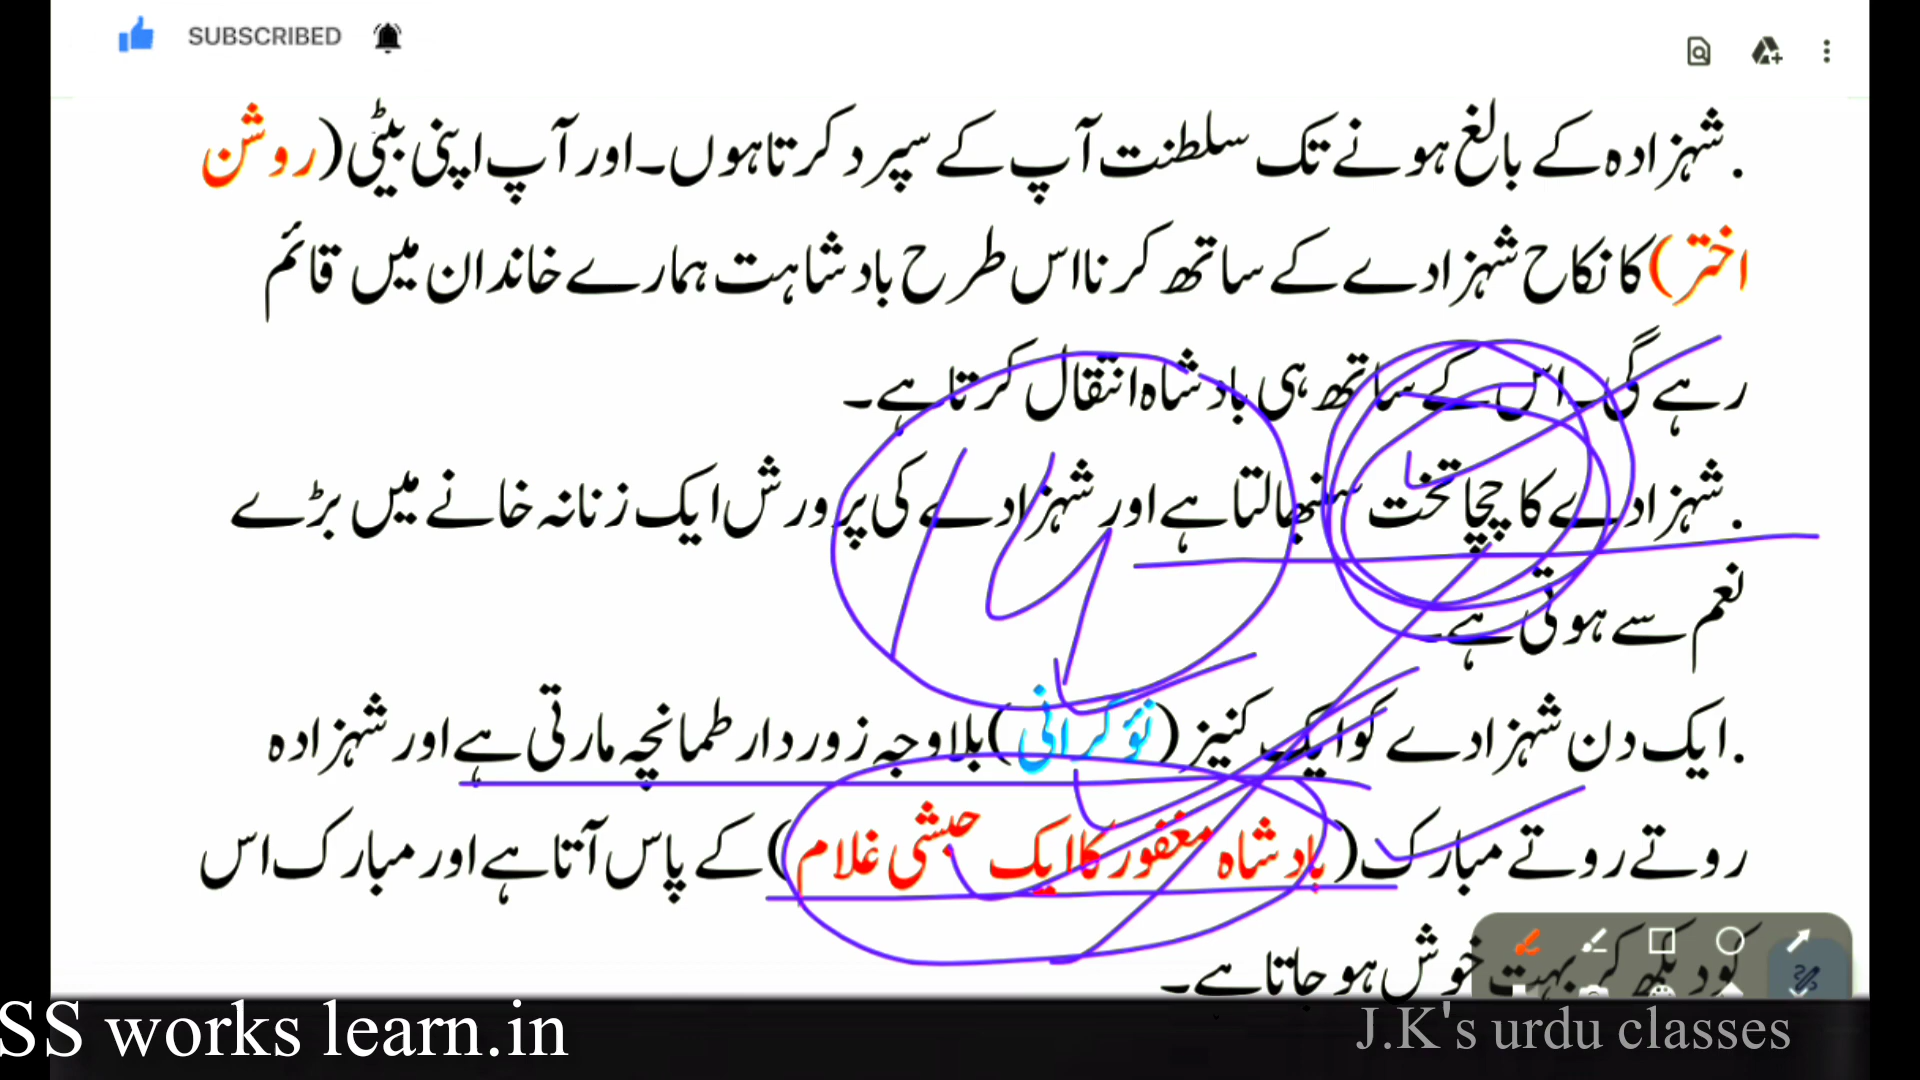 SUBSCRIBED
. شہزادہ کے بالغ ہونے تک سلطنت آپ کے سپرد کرتا ہوں۔ اور آپ اپنی بیٹی (روشن
اختر) کا نکاح شہزادے کے ساتھ کرنا اس طرح بادشاہت ہمارے خاندان میں قائم
رہے گی۔ اس کے ساتھ ہی بادشاہ انتقال کرتا ہے۔
. شہزادے کا چچا تخت سنبھالتا ہے اور شہزادے کی پرورش ایک زنانہ خانے میں بڑے
نعم سے ہوتی ہے۔
. ایک دن شہزادے کو ایک کنیز (نؤکرانی) بلاوجہ زوردار طمانچہ مارتی ہے اور شہزادہ
روتے روتے مبارک (بادشاہ مغفور کا ایک حبشی غلام) کے پاس آتا ہے اور مبارک اس
کو دیکھ کر بہت خوش ہو جاتا ہے۔
۱۴
SS works learn.in
J.K's urdu classes